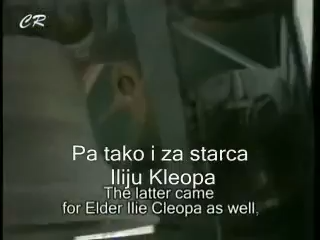 CR
Pa tako i za starca
Iliju Kleopa
The latter came
for Elder Ilie Cleopa as well,